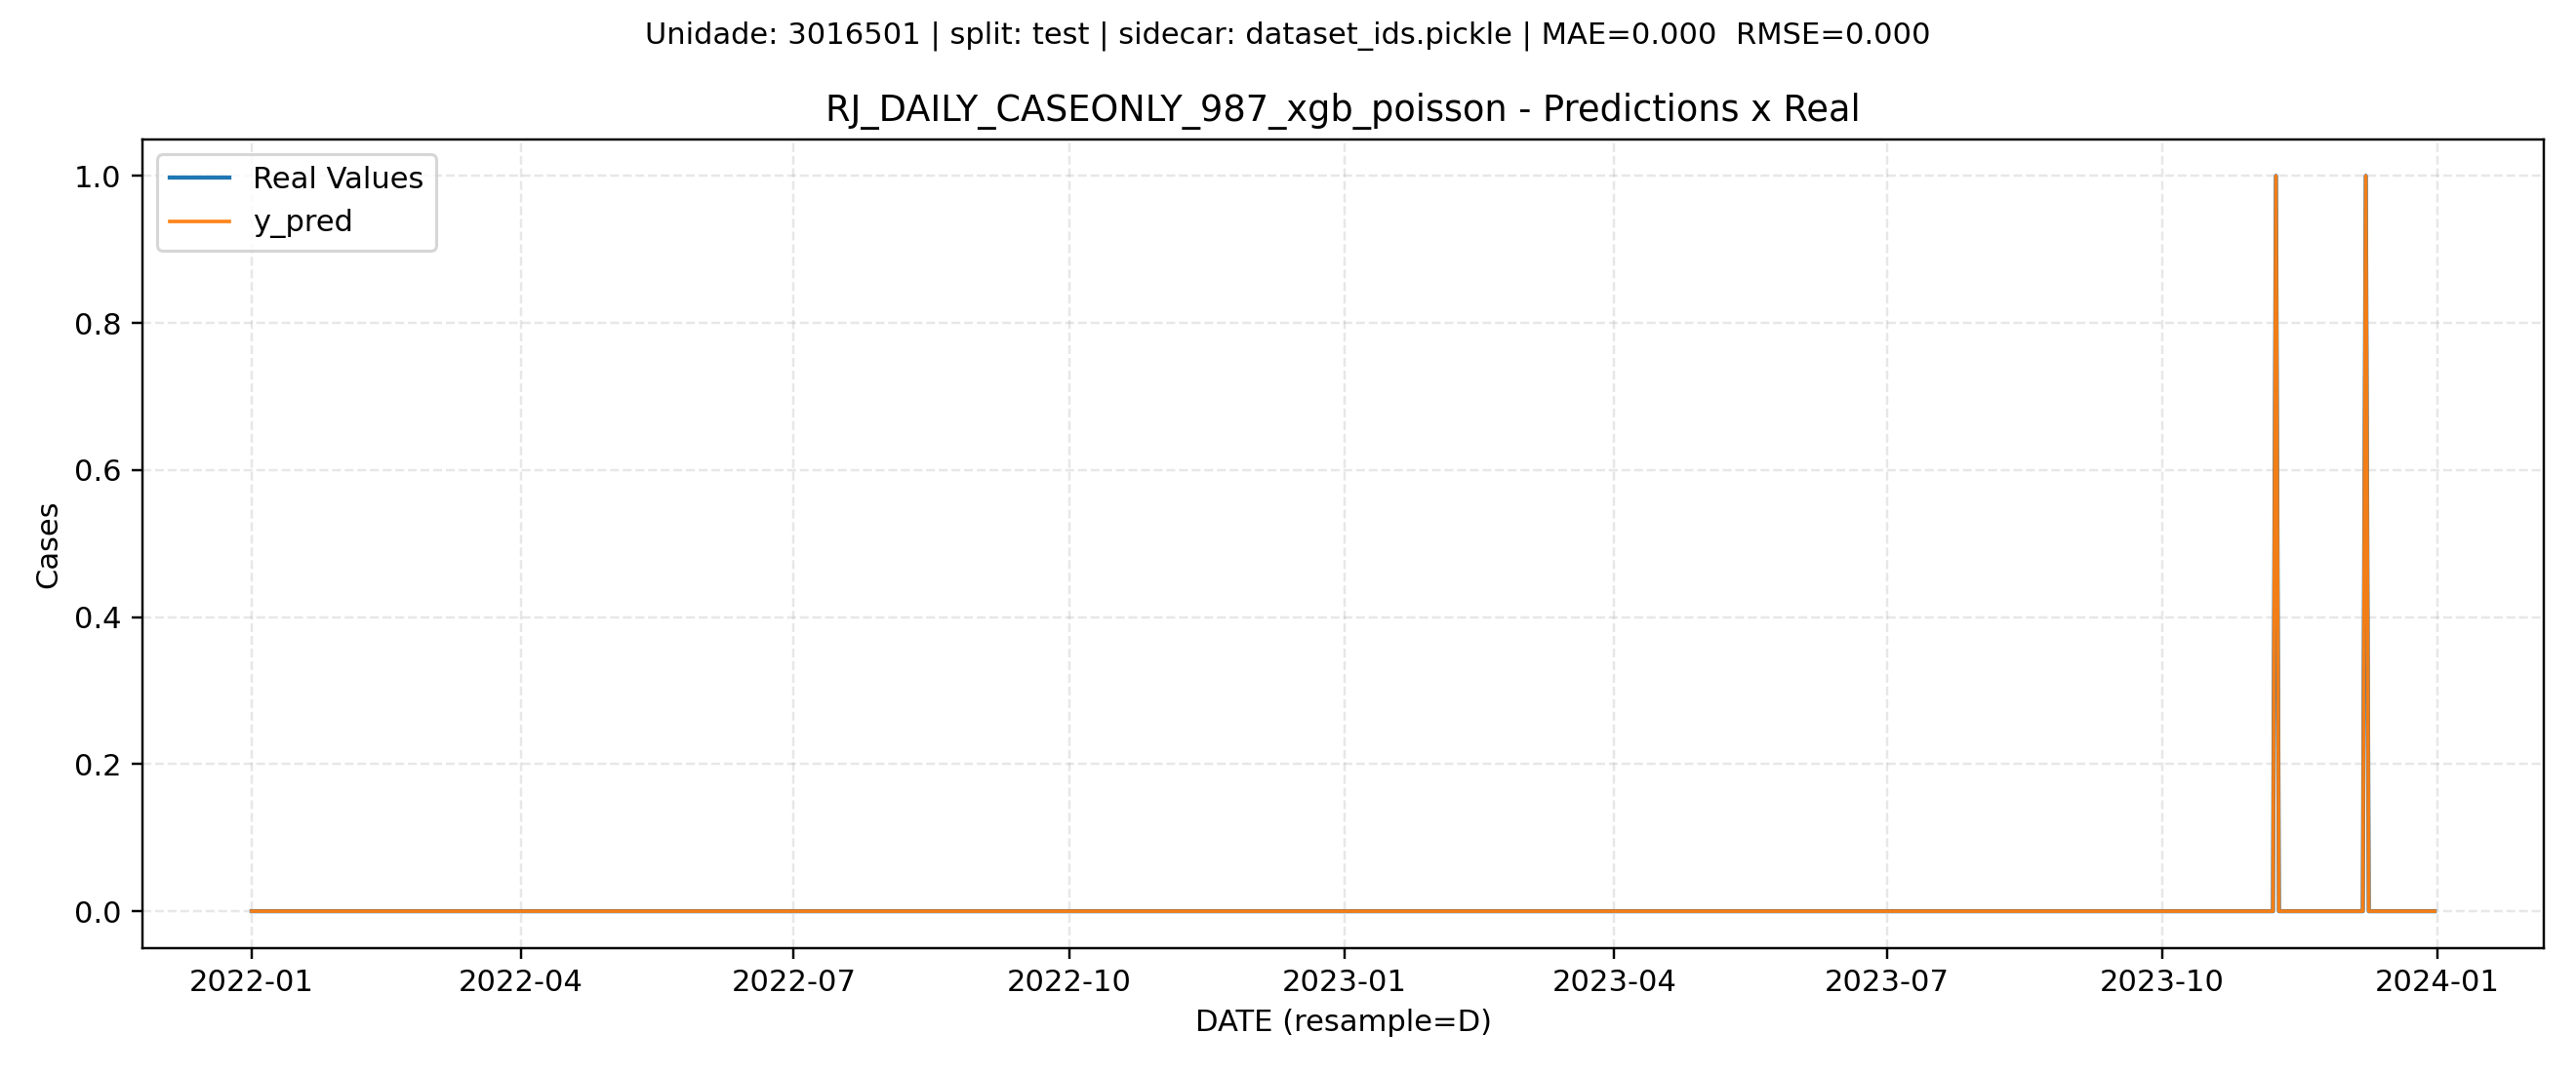 Unidade: 3016501 | split: test | sidecar: dataset_ids.pickle | MAE=0.000  RMSE=0.000
RJ_DAILY_CASEONLY_987_xgb_poisson - Predictions x Real
Real Values
y_pred
1.0
0.8
0.6
0.4
0.2
0.0
Cases
2022-01
2022-04
2022-07
2022-10
2023-01
2023-04
2023-07
2023-10
2024-01
DATE (resample=D)